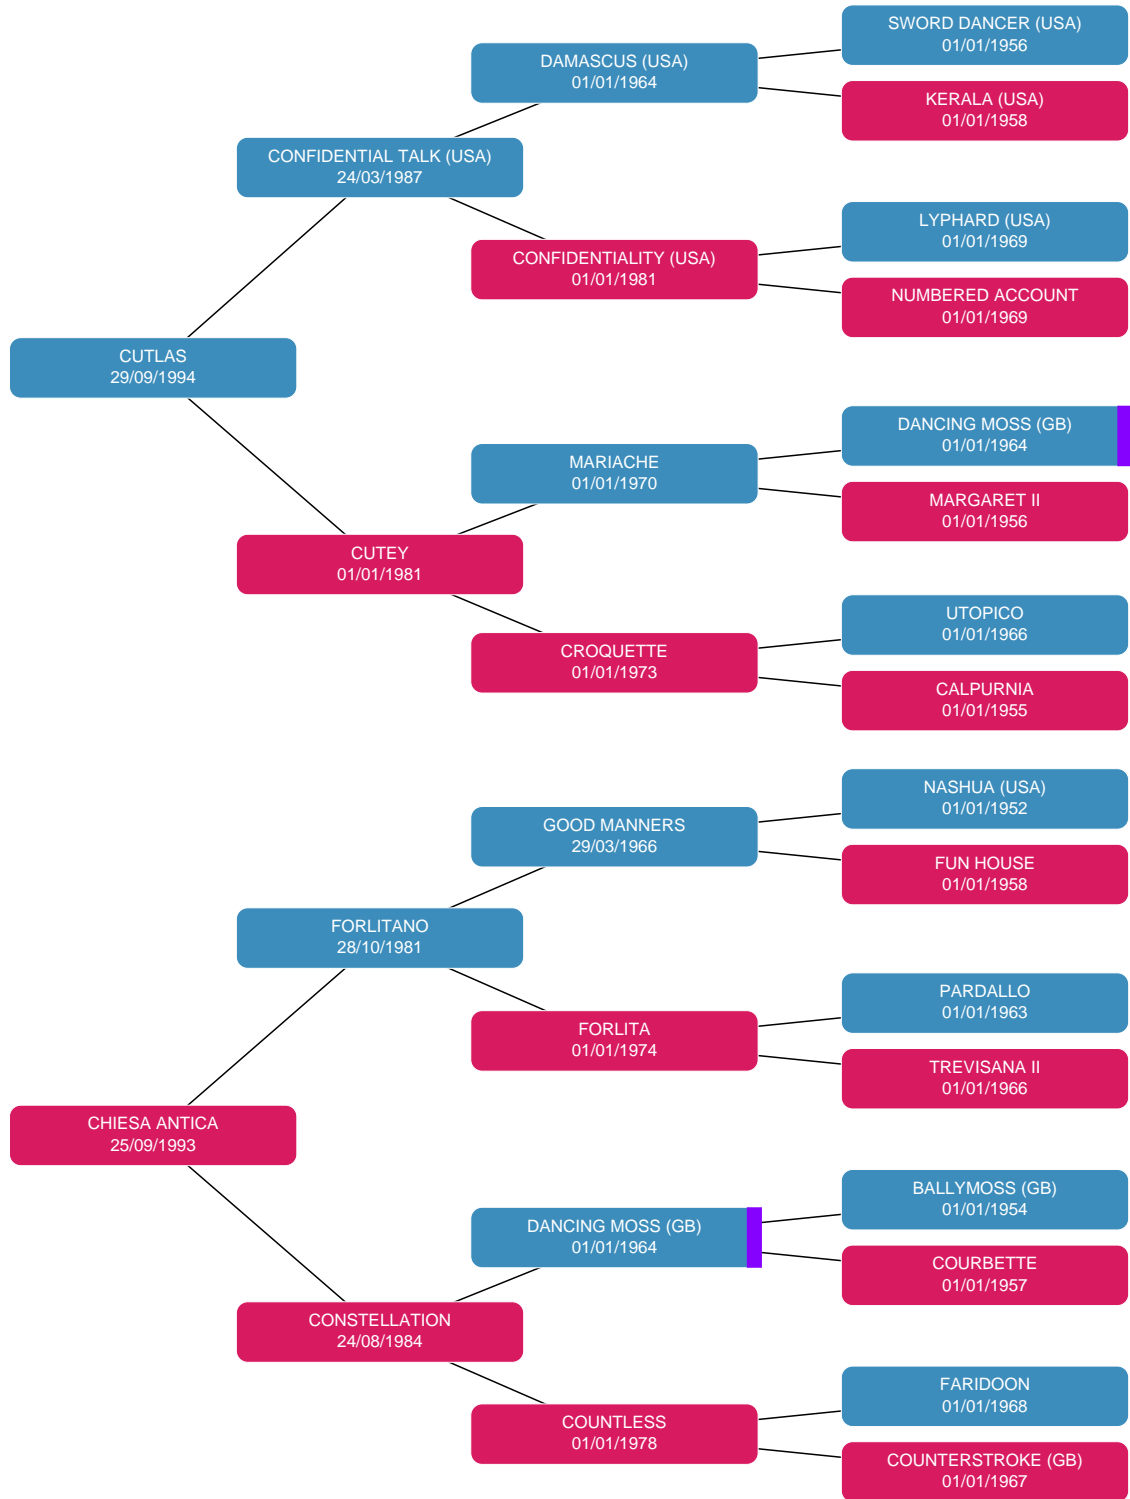 SWORD DANCER (USA)
01/01/1956
DAMASCUS (USA)
01/01/1964
KERALA (USA)
01/01/1958
CONFIDENTIAL TALK (USA)
24/03/1987
LYPHARD (USA)
01/01/1969
CONFIDENTIALITY (USA)
01/01/1981
NUMBERED ACCOUNT
01/01/1969
CUTLAS
29/09/1994
DANCING MOSS (GB)
01/01/1964
MARIACHE
01/01/1970
MARGARET II
01/01/1956
CUTEY
01/01/1981
UTOPICO
01/01/1966
CROQUETTE
01/01/1973
CALPURNIA
01/01/1955
NASHUA (USA)
01/01/1952
GOOD MANNERS
29/03/1966
FUN HOUSE
01/01/1958
FORLITANO
28/10/1981
PARDALLO
01/01/1963
FORLITA
01/01/1974
TREVISANA II
01/01/1966
CHIESA ANTICA
25/09/1993
BALLYMOSS (GB)
01/01/1954
DANCING MOSS (GB)
01/01/1964
COURBETTE
01/01/1957
CONSTELLATION
24/08/1984
FARIDOON
01/01/1968
COUNTLESS
01/01/1978
COUNTERSTROKE (GB)
01/01/1967